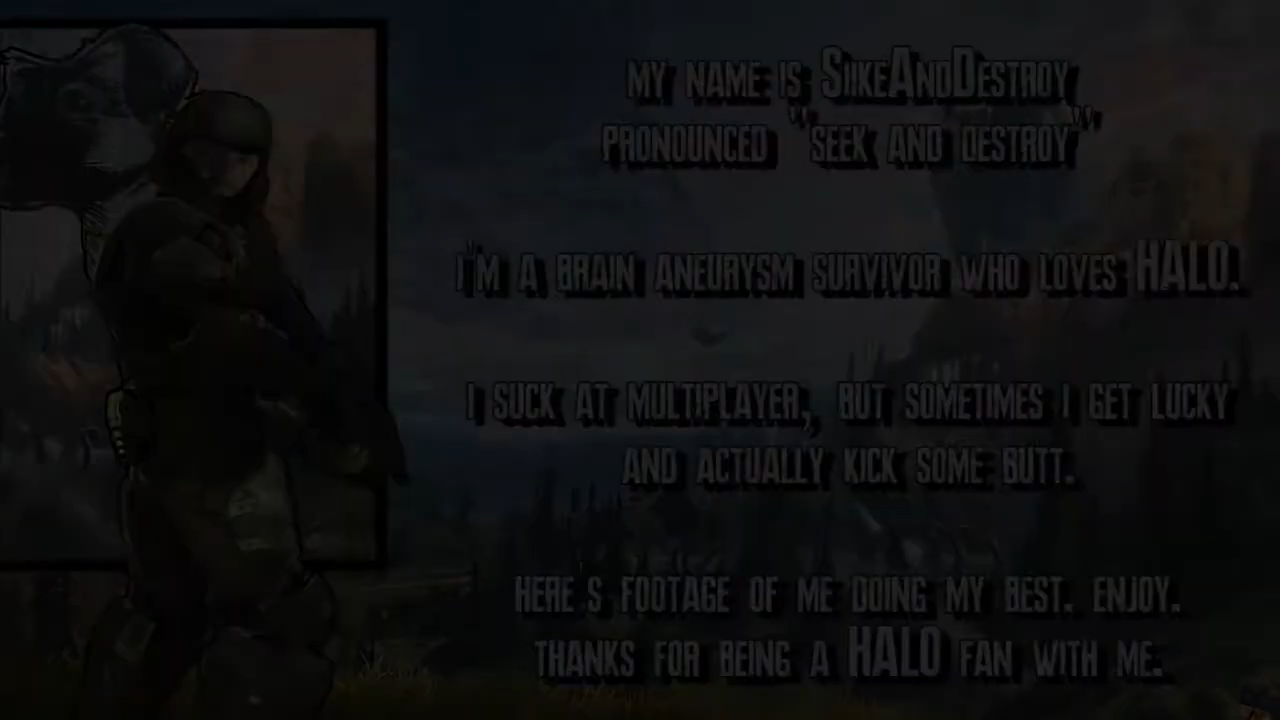 MY NAME IS SIIKEANDDESTROY
PRONOUNCED "SEEK AND DESTROY"
I'M A BRAIN ANEURYSM SURVIVOR WHO LOVES HALO.
I SUCK AT MULTIPLAYER, BUT SOMETIMES I GET LUCKY
AND ACTUALLY KICK SOME BUTT.
HERE S FOOTAGE OF ME DOING MY BEST. ENJOY.
THANKS FOR BEING A HALO FAN WITH ME.